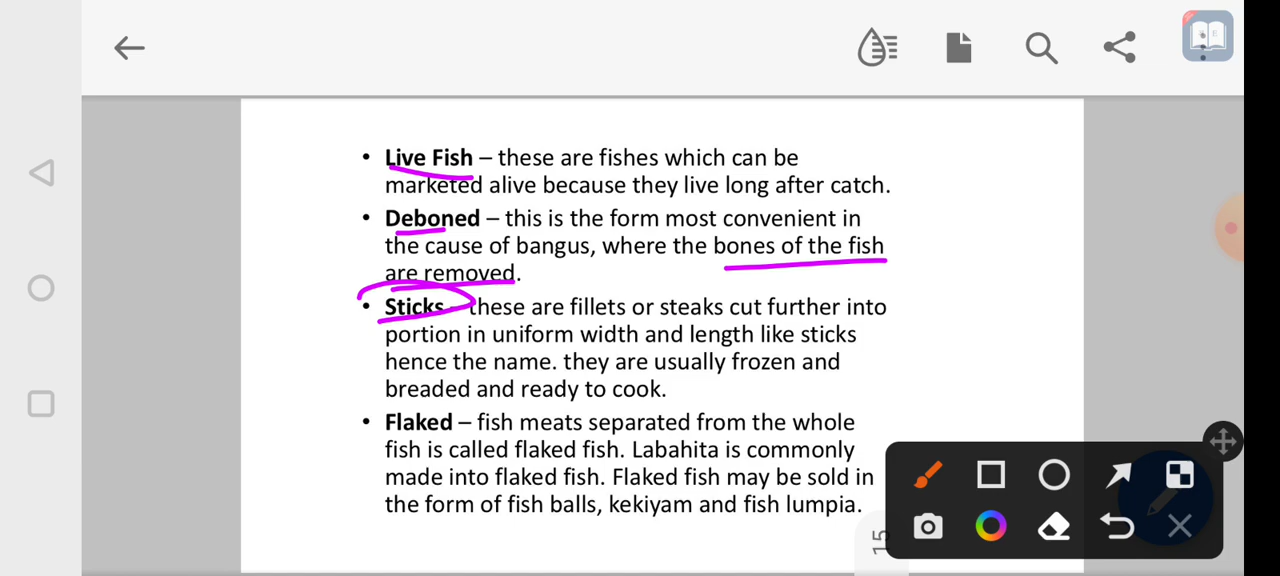 • Live Fish – these are fishes which can be
marketed alive because they live long after catch.
• Deboned – this is the form most convenient in
the cause of bangus, where the bones of the fish
are removed.
• Sticks – these are fillets or steaks cut further into
portion in uniform width and length like sticks
hence the name. they are usually frozen and
breaded and ready to cook.
• Flaked – fish meats separated from the whole
fish is called flaked fish. Labahita is commonly
made into flaked fish. Flaked fish may be sold in
the form of fish balls, kekiyam and fish lumpia.
15